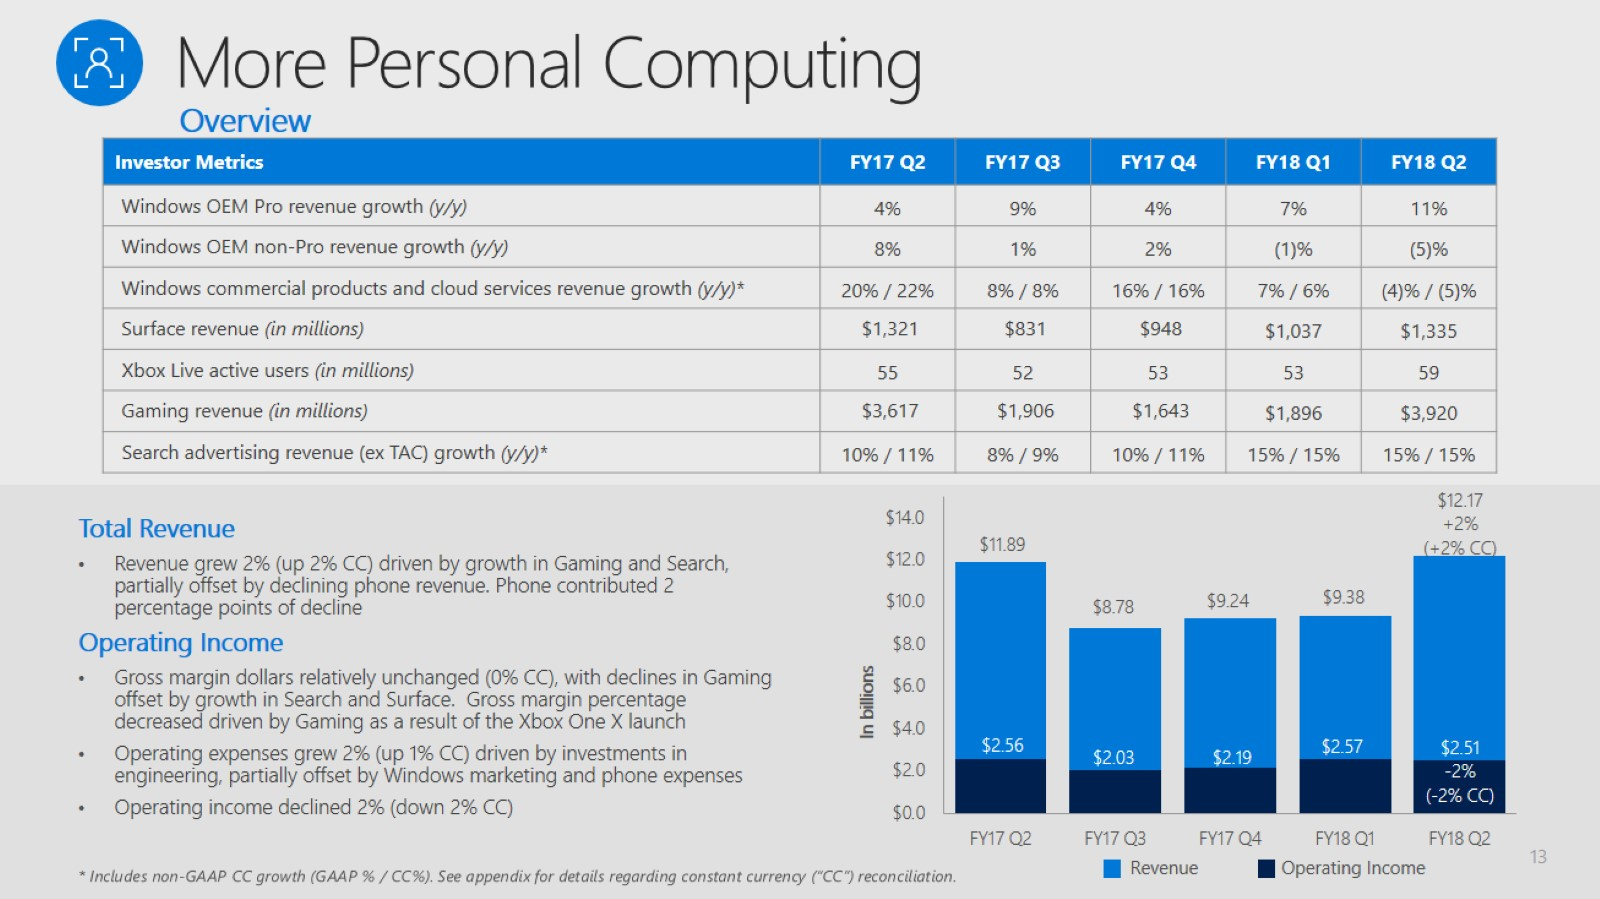 More Personal Computing
Overview
Investor Metrics FY17 Q2 FY17 Q3 FY17 Q4 FY18 Q1 FY18 Q2
Windows OEM Pro revenue growth (y/y) 4% 9% 4% 7% 11%
Windows OEM non-Pro revenue growth (y/y) 8% 1% 2% (1)% (5)%
Windows commercial products and cloud services revenue growth (y/y)* 20% / 22% 8% / 8% 16% / 16% 7% / 6% (4)% / (5)%
Surface revenue (in millions) $1,321 $831 $948 $1,037 $1,335
Xbox Live active users (in millions) 55 52 53 53 59
Gaming revenue (in millions) $3,617 $1,906 $1,643 $1,896 $3,920
Search advertising revenue (ex TAC) growth (y/y)* 10% / 11% 8% / 9% 10% / 11% 15% / 15% 15% / 15%
Total Revenue
• Revenue grew 2% (up 2% CC) driven by growth in Gaming and Search,
partially offset by declining phone revenue. Phone contributed 2
percentage points of decline
Operating Income
• Gross margin dollars relatively unchanged (0% CC), with declines in Gaming
offset by growth in Search and Surface.  Gross margin percentage
decreased driven by Gaming as a result of the Xbox One X launch
• Operating expenses grew 2% (up 1% CC) driven by investments in
engineering, partially offset by Windows marketing and phone expenses
• Operating income declined 2% (down 2% CC)
* Includes non-GAAP CC growth (GAAP % / CC%). See appendix for details regarding constant currency ("CC") reconciliation.
In billions
$14.0
$12.0
$10.0
$8.0
$6.0
$4.0
$2.0
$0.0
$11.89
$8.78
$9.24
$9.38
$12.17
+2%
(+2% CC)
$2.56
$2.03
$2.19
$2.57
$2.51
-2%
(-2% CC)
FY17 Q2 FY17 Q3 FY17 Q4 FY18 Q1 FY18 Q2
Revenue Operating Income
13